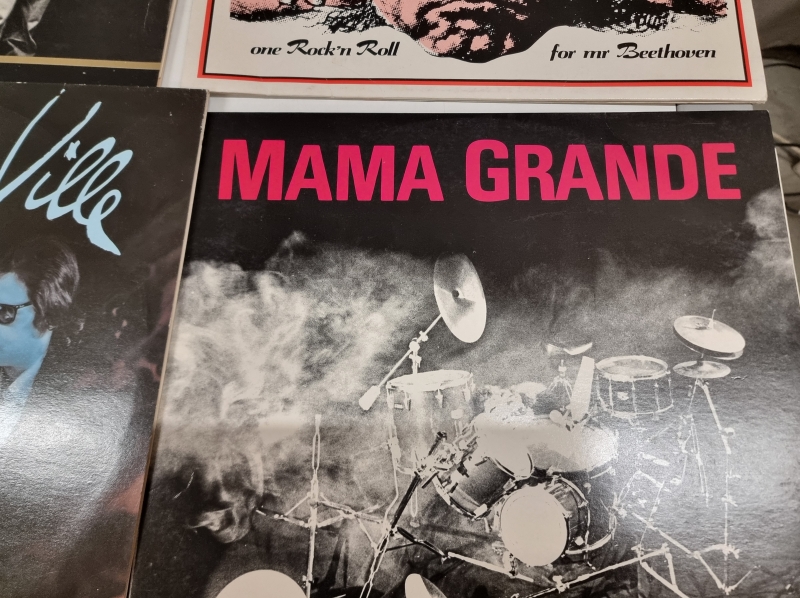 one Rock'n Roll for mr Beethoven
Ville
MAMA GRANDE